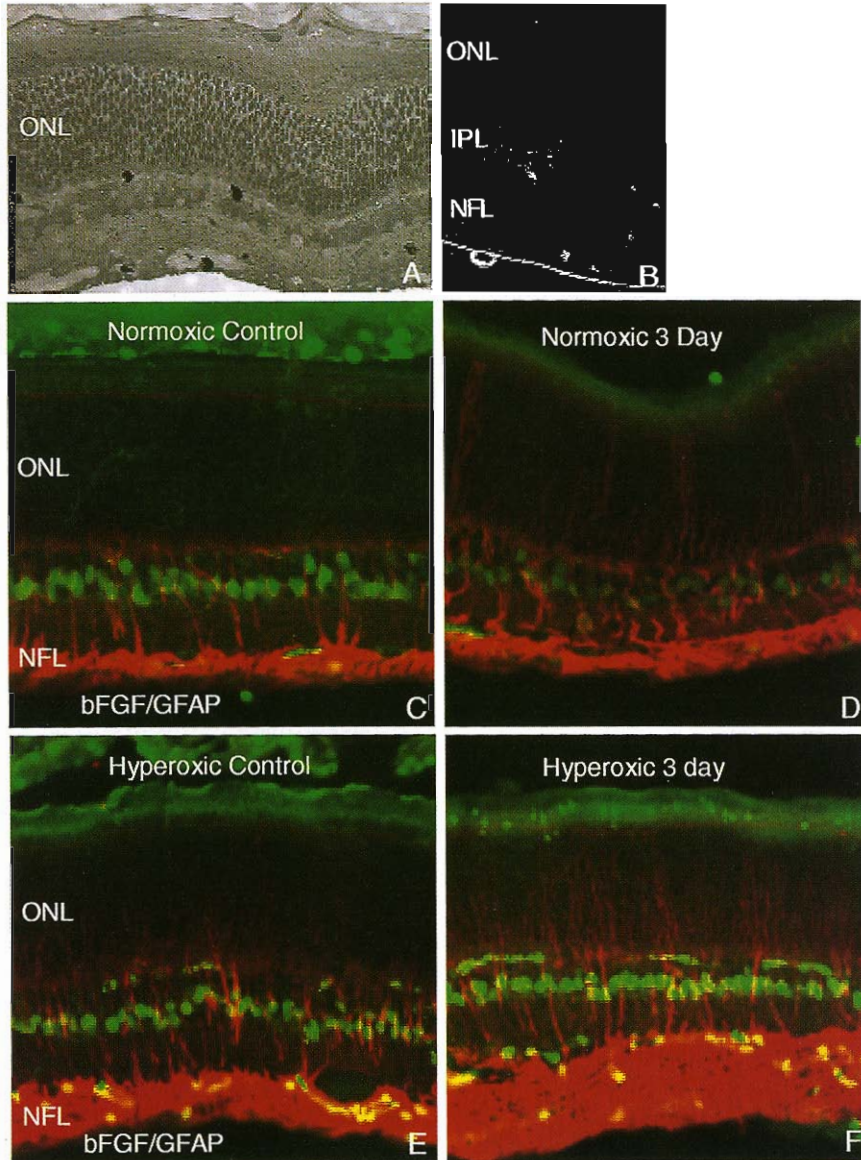 ONL
A
ONL
IPL
NFL
B
Normoxic Control
ONL
NFL
bFGF/GFAP
C
Normoxic 3 Day
D
Hyperoxic Control
ONL
NFL
bFGF/GFAP
E
Hyperoxic 3 day
F